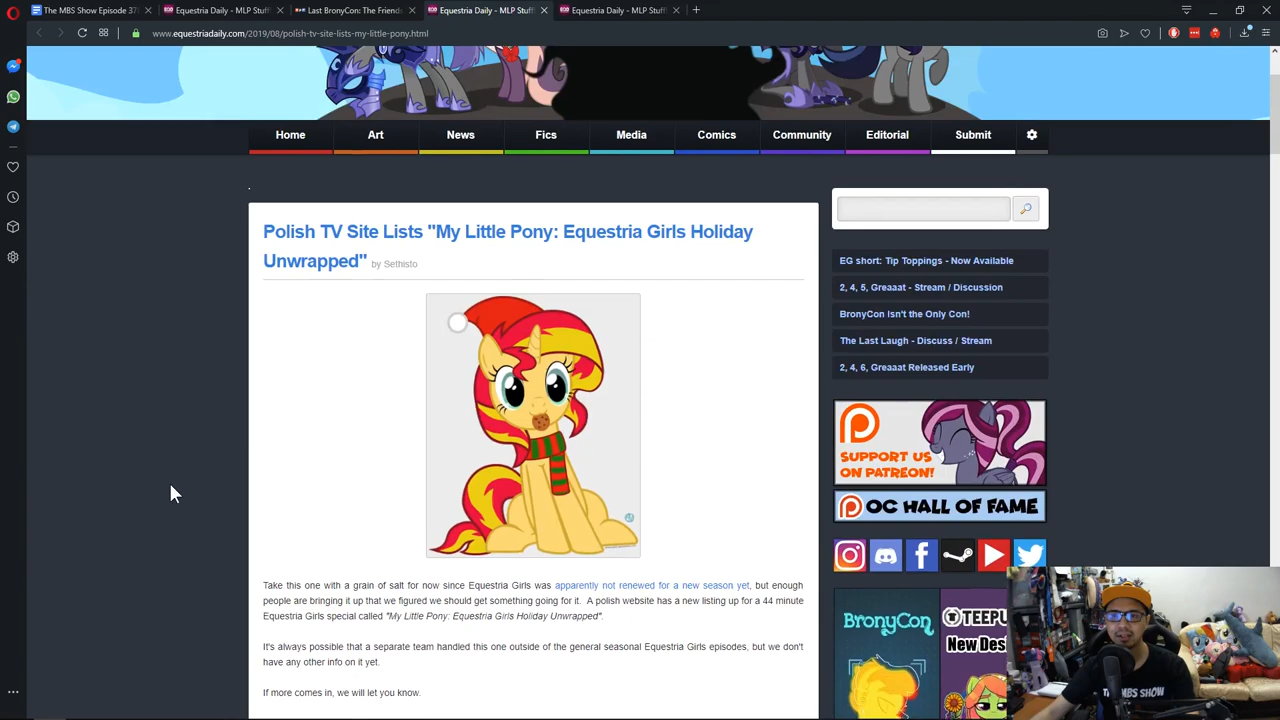 The MBS Show Episode 37
Equestria Daily - MLP Stuff
Last BronyCon: The Friends
Equestria Daily - MLP Stuff
Equestria Daily - MLP Stuff
www.equestriadaily.com/2019/08/polish-tv-site-lists-my-little-pony.html
Home Art News Fics Media Comics Community Editorial Submit
Polish TV Site Lists "My Little Pony: Equestria Girls Holiday
Unwrapped" by Sethisto
Take this one with a grain of salt for now since Equestria Girls was apparently not renewed for a new season yet, but enough
people are bringing it up that we figured we should get something going for it. A polish website has a new listing up for a 44 minute
Equestria Girls special called "My Little Pony: Equestria Girls Holiday Unwrapped".
It's always possible that a separate team handled this one outside of the general seasonal Equestria Girls episodes, but we don't
have any other info on it yet.
If more comes in, we will let you know.
EG short: Tip Toppings - Now Available
2, 4, 5, Greaaat - Stream / Discussion
BronyCon Isn't the Only Con!
The Last Laugh - Discuss / Stream
2, 4, 6, Greaaat Released Early
SUPPORT US
ON PATREON!
OC HALL OF FAME
BronyCon
TEEPU
New Des
THE MBS SHOW